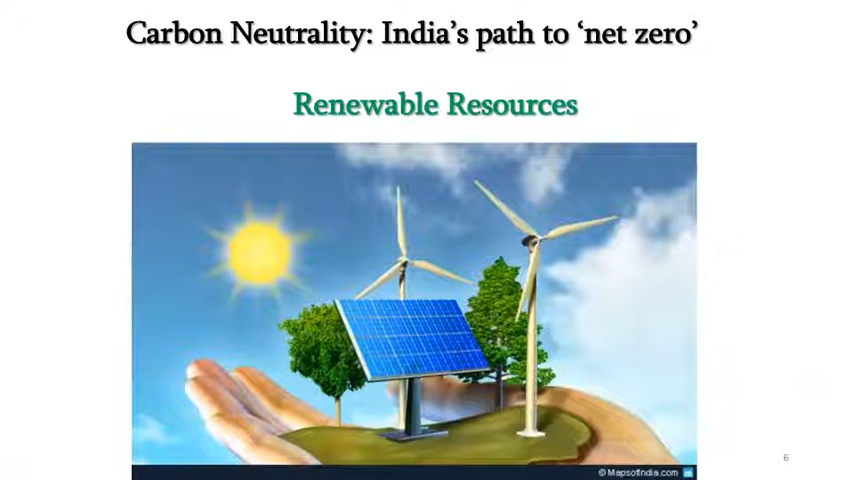 Carbon Neutrality: India’s path to ‘net zero’
Renewable Resources
© MapsofIndia.com
6